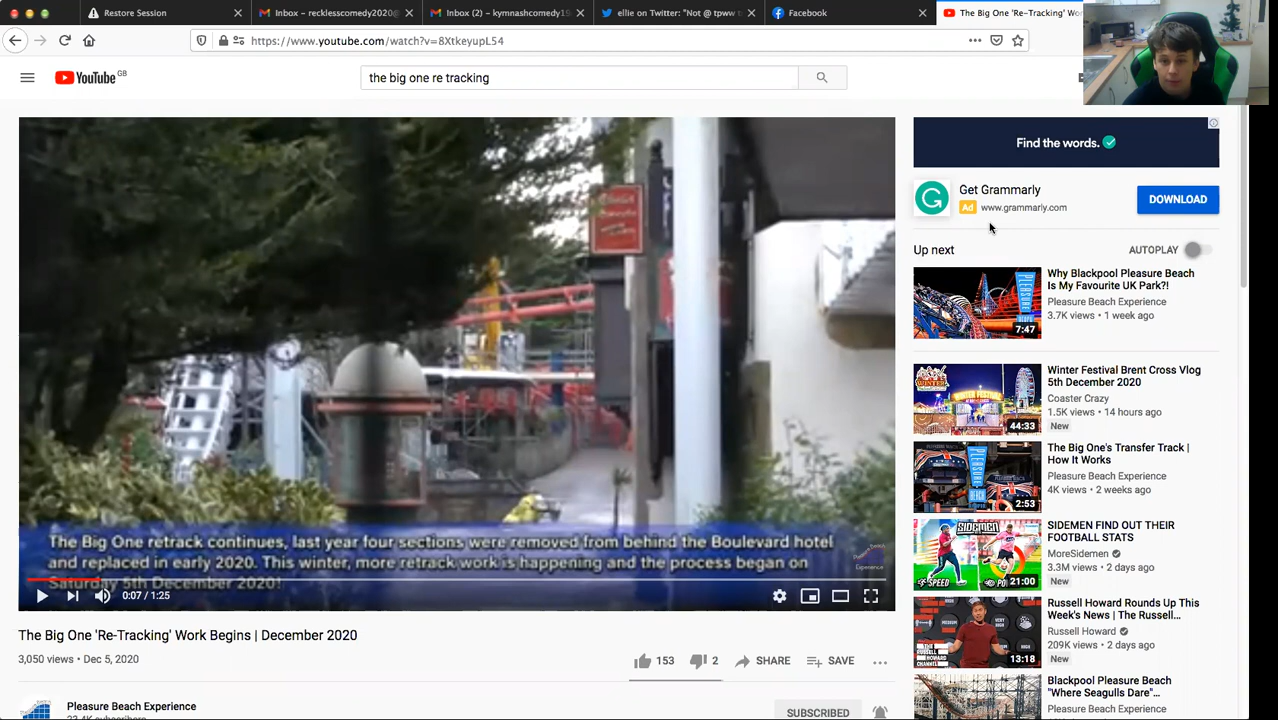 Restore Session
Inbox – recklesscomedy2020@
Inbox (2) – kymnashcomedy19
ellie on Twitter: "Not @ tpww t
Facebook
The Big One 'Re-Tracking' Wo
https://www.youtube.com/watch?v=8XtkeyupL54
YouTube GB
the big one re tracking
Find the words.
Get Grammarly
Ad www.grammarly.com
DOWNLOAD
Up next
AUTOPLAY
Why Blackpool Pleasure Beach
Is My Favourite UK Park?!
Pleasure Beach Experience
3.7K views • 1 week ago
7:47
Winter Festival Brent Cross Vlog
5th December 2020
Coaster Crazy
1.5K views • 14 hours ago
New
44:33
The Big One's Transfer Track |
How It Works
Pleasure Beach Experience
4K views • 2 weeks ago
2:53
SIDEMEN FIND OUT THEIR
FOOTBALL STATS
MoreSidemen
3.3M views • 2 days ago
New
SIDEMEN
SPEED
21:00
Russell Howard Rounds Up This
Week's News | The Russell...
Russell Howard
209K views • 2 days ago
New
13:18
Blackpool Pleasure Beach
"Where Seagulls Dare"...
Pleasure Beach Experience
The Big One retrack continues, last year four sections were removed from behind the Boulevard hotel
and replaced in early 2020. This winter, more retrack work is happening and the process began on
Saturday 5th December 2020!
0:07 / 1:25
The Big One 'Re-Tracking' Work Begins | December 2020
3,050 views • Dec 5, 2020
153
2
SHARE
SAVE
Pleasure Beach Experience
SUBSCRIBED